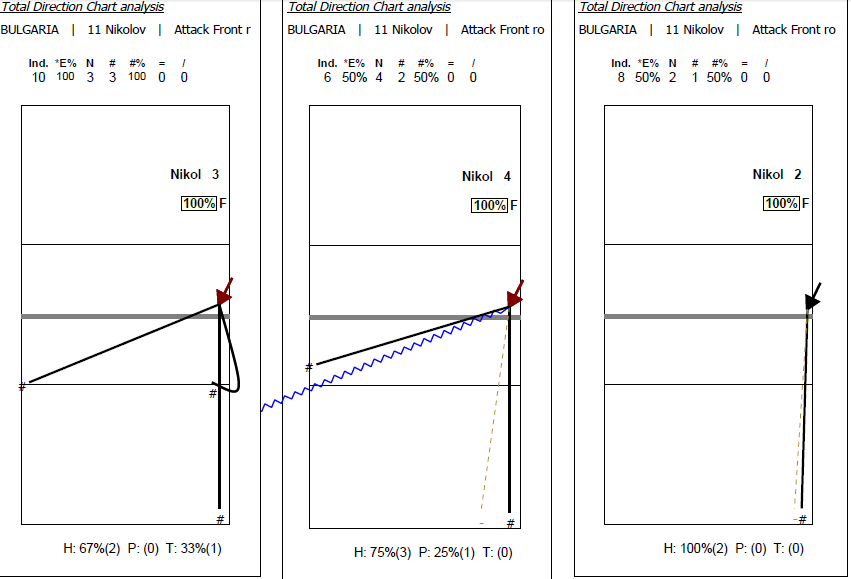 Total Direction Chart analysis
BULGARIA | 11 Nikolov | Attack Front r
Ind. *E% N # #% = /
10 100 3 3 100 0 0
Nikol 3
100% F
#
#
#
H: 67%(2) P: (0) T: 33%(1)
Total Direction Chart analysis
BULGARIA | 11 Nikolov | Attack Front ro
Ind. *E% N # #% = /
6 50% 4 2 50% 0 0
Nikol 4
100% F
#
- #
H: 75%(3) P: 25%(1) T: (0)
Total Direction Chart analysis
BULGARIA | 11 Nikolov | Attack Front ro
Ind. *E% N # #% = /
8 50% 2 1 50% 0 0
Nikol 2
100% F
- #
H: 100%(2) P: (0) T: (0)